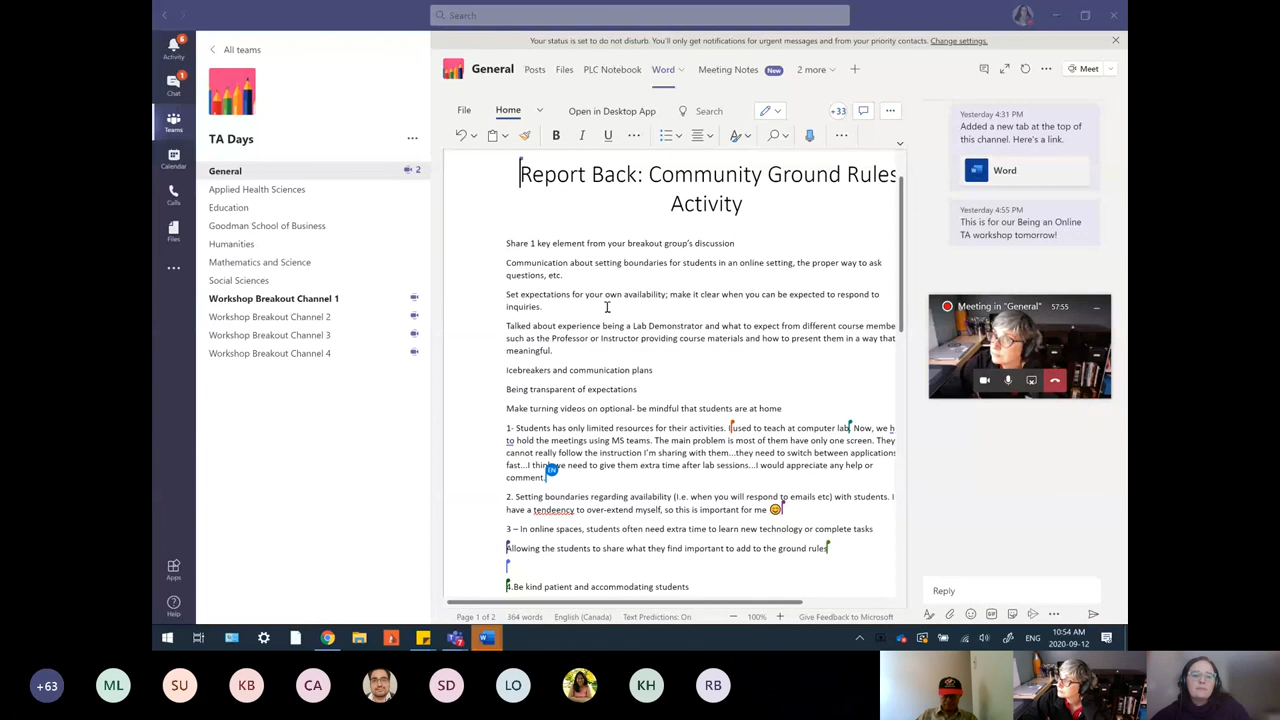 Search
Your status is set to do not disturb. You'll only get notifications for urgent messages and from your priority contacts. Change settings.
6
Activity
1
Chat
Teams
Calendar
Calls
Files
Apps
Help
All teams
TA Days
General
2
Applied Health Sciences
Education
Goodman School of Business
Humanities
Mathematics and Science
Social Sciences
Workshop Breakout Channel 1
Workshop Breakout Channel 2
Workshop Breakout Channel 3
Workshop Breakout Channel 4
General Posts Files PLC Notebook Word Meeting Notes New 2 more Meet
File Home Open in Desktop App Search +33
B I U
Report Back: Community Ground Rules
Activity
Share 1 key element from your breakout group's discussion
Communication about setting boundaries for students in an online setting, the proper way to ask
questions, etc.
Set expectations for your own availability; make it clear when you can be expected to respond to
inquiries.
Talked about experience being a Lab Demonstrator and what to expect from different course membe
such as the Professor or Instructor providing course materials and how to present them in a way that
meaningful.
Icebreakers and communication plans
Being transparent of expectations
Make turning videos on optional- be mindful that students are at home
1- Students has only limited resources for their activities. I used to teach at computer lab. Now, we h
to hold the meetings using MS teams. The main problem is most of them have only one screen. They
cannot really follow the instruction I'm sharing with them...they need to switch between applications
fast...I think we need to give them extra time after lab sessions...I would appreciate any help or
comment.
EN
2. Setting boundaries regarding availability (I.e. when you will respond to emails etc) with students. I
have a tendeency to over-extend myself, so this is important for me 😊
3 – In online spaces, students often need extra time to learn new technology or complete tasks
Allowing the students to share what they find important to add to the ground rules
4.Be kind patient and accommodating students
Page 1 of 2 364 words English (Canada) Text Predictions: On 100% Give Feedback to Microsoft
Yesterday 4:31 PM
Added a new tab at the top of
this channel. Here's a link.
Word
Yesterday 4:55 PM
This is for our Being an Online
TA workshop tomorrow!
Meeting in "General" 57:55
Reply
ENG
10:54 AM
2020-09-12
+63 ML SU KB CA SD LO KH RB